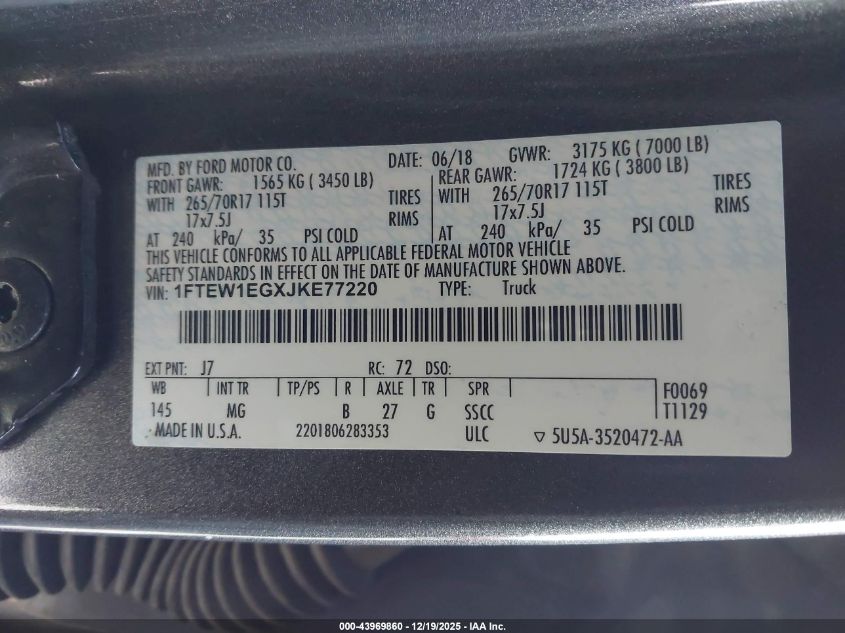 MFD. BY FORD MOTOR CO. DATE: 06/18 GVWR: 3175 KG ( 7000 LB)
FRONT GAWR: 1565 KG ( 3450 LB) REAR GAWR: 1724 KG ( 3800 LB)
WITH 265/70R17 115T TIRES WITH 265/70R17 115T TIRES
17x7.5J RIMS 17x7.5J RIMS
AT 240 kPa/ 35 PSI COLD AT 240 kPa/ 35 PSI COLD
THIS VEHICLE CONFORMS TO ALL APPLICABLE FEDERAL MOTOR VEHICLE
SAFETY STANDARDS IN EFFECT ON THE DATE OF MANUFACTURE SHOWN ABOVE.
VIN: 1FTEW1EGXJKE77220 TYPE: Truck
EXT PNT: J7 RC: 72 DSO:
WB INT TR TP/PS R AXLE TR SPR F0069
145 MG B 27 G SSCC T1129
MADE IN U.S.A. 2201806283353 ULC ▽ 5U5A-3520472-AA
000-43969860 - 12/19/2025 - IAA Inc.